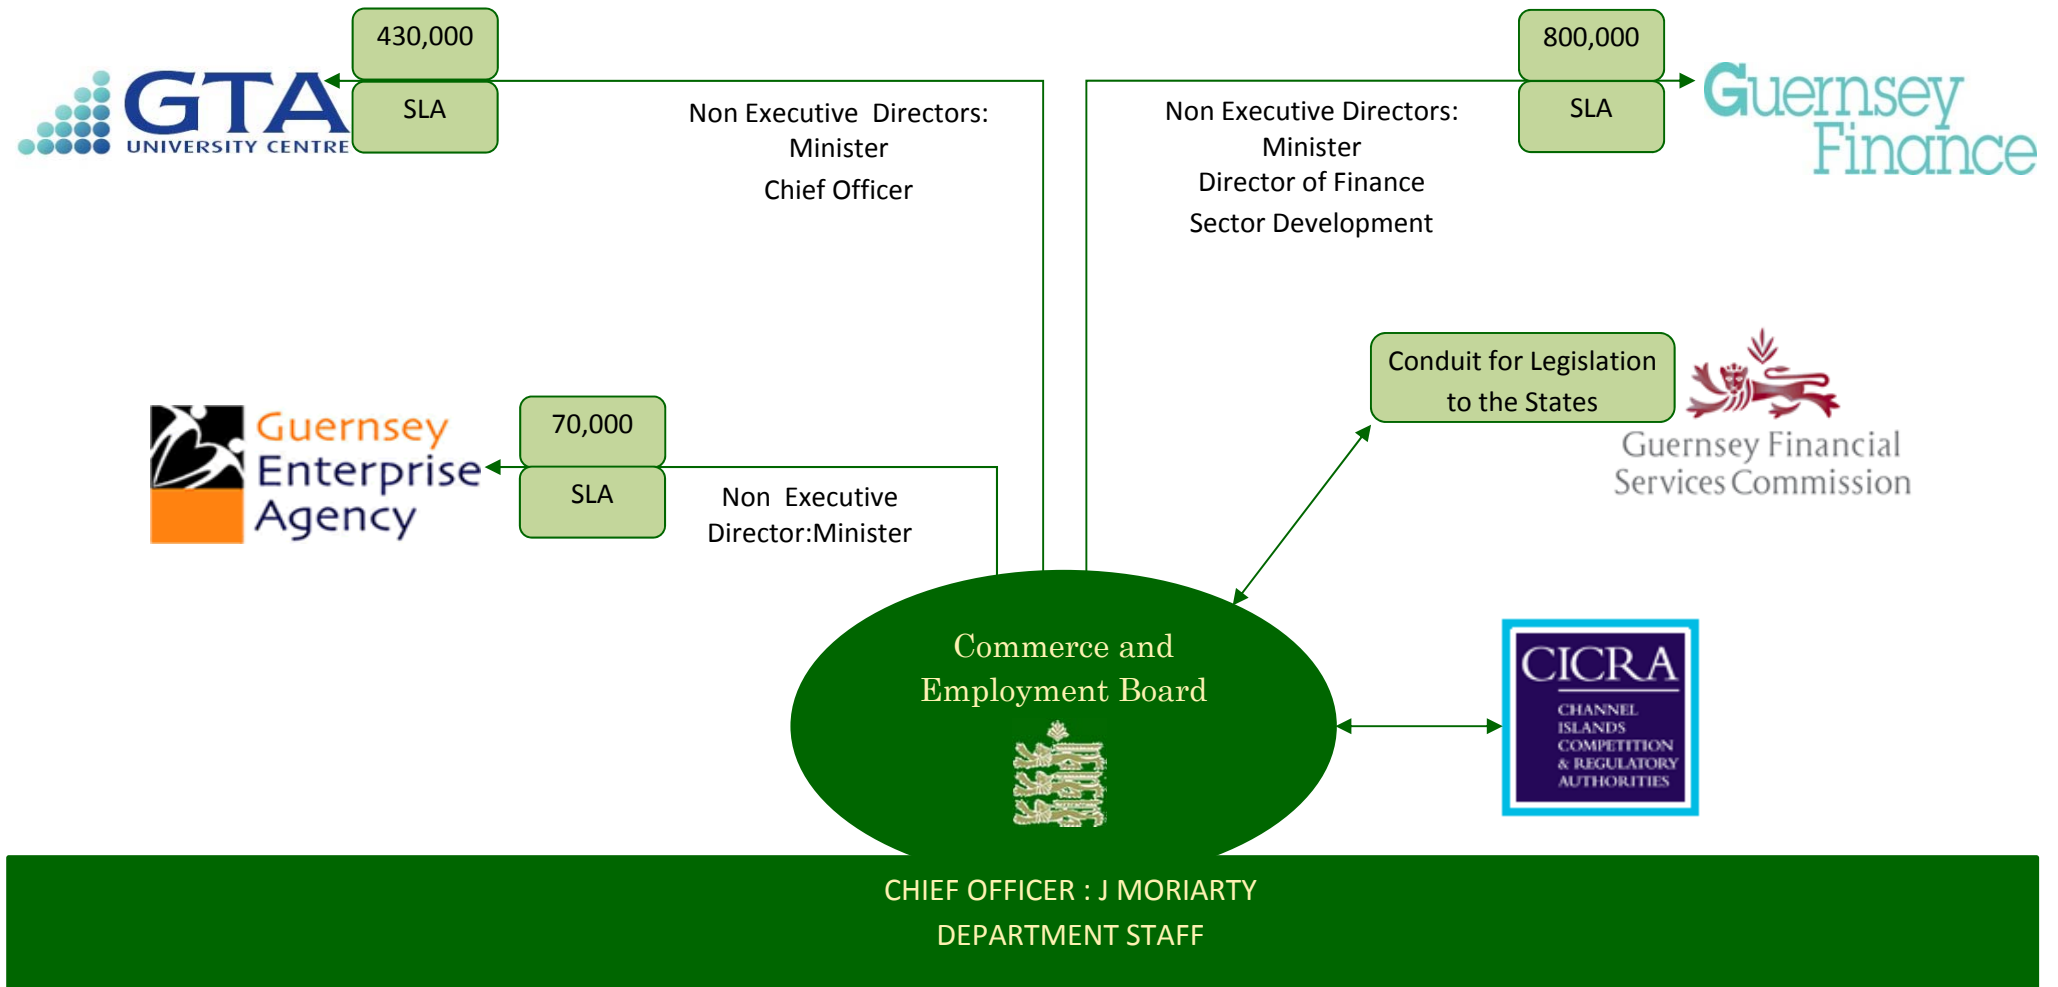 430,000
SLA
GTA
UNIVERSITY CENTRE
Non Executive  Directors:
Minister
Chief Officer
Non Executive Directors:
Minister
Director of Finance
Sector Development
800,000
SLA
Guernsey
Finance
Guernsey
Enterprise
Agency
70,000
SLA
Non  Executive
Director:Minister
Conduit for Legislation
to the States
Guernsey Financial
Services Commission
Commerce and
Employment Board
CICRA
CHANNEL
ISLANDS
COMPETITION
& REGULATORY
AUTHORITIES
CHIEF OFFICER : J MORIARTY
DEPARTMENT STAFF